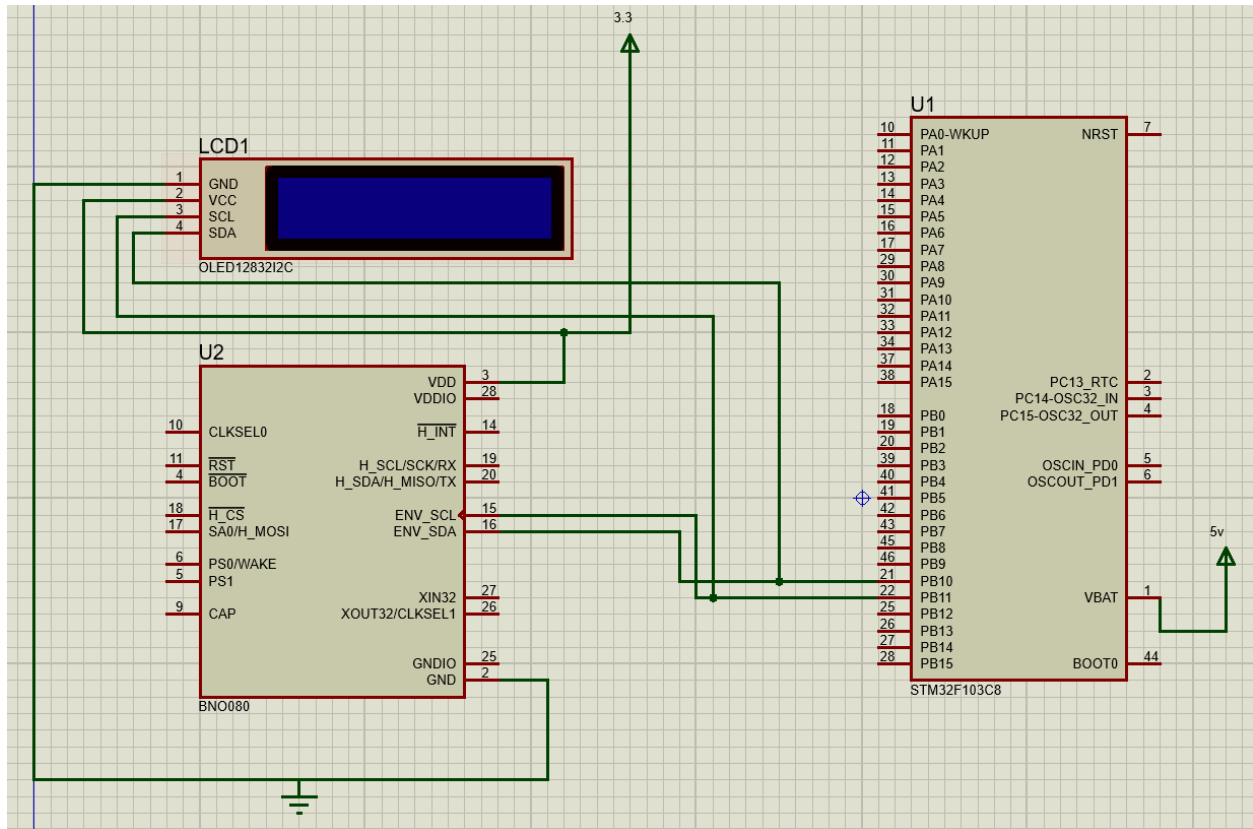 3.3
LCD1
1 GND
2 VCC
3 SCL
4 SDA
OLED12832I2C
U2
VDD 3
VDDIO 28
10 CLKSEL0
H_INT 14
11 RST
4 BOOT
H_SCL/SCK/RX 19
H_SDA/H_MISO/TX 20
18 H_CS
17 SA0/H_MOSI
ENV_SCL 15
ENV_SDA 16
6 PS0/WAKE
5 PS1
9 CAP
XIN32 27
XOUT32/CLKSEL1 26
GNDIO 25
GND 2
BNO080
U1
10 PA0-WKUP
11 PA1
12 PA2
13 PA3
14 PA4
15 PA5
16 PA6
17 PA7
29 PA8
30 PA9
31 PA10
32 PA11
33 PA12
34 PA13
37 PA14
38 PA15
18 PB0
19 PB1
20 PB2
39 PB3
40 PB4
41 PB5
42 PB6
43 PB7
45 PB8
46 PB9
21 PB10
22 PB11
25 PB12
26 PB13
27 PB14
28 PB15
NRST 7
PC13_RTC 2
PC14-OSC32_IN 3
PC15-OSC32_OUT 4
OSCIN_PD0 5
OSCOUT_PD1 6
5v
VBAT 1
BOOT0 44
STM32F103C8